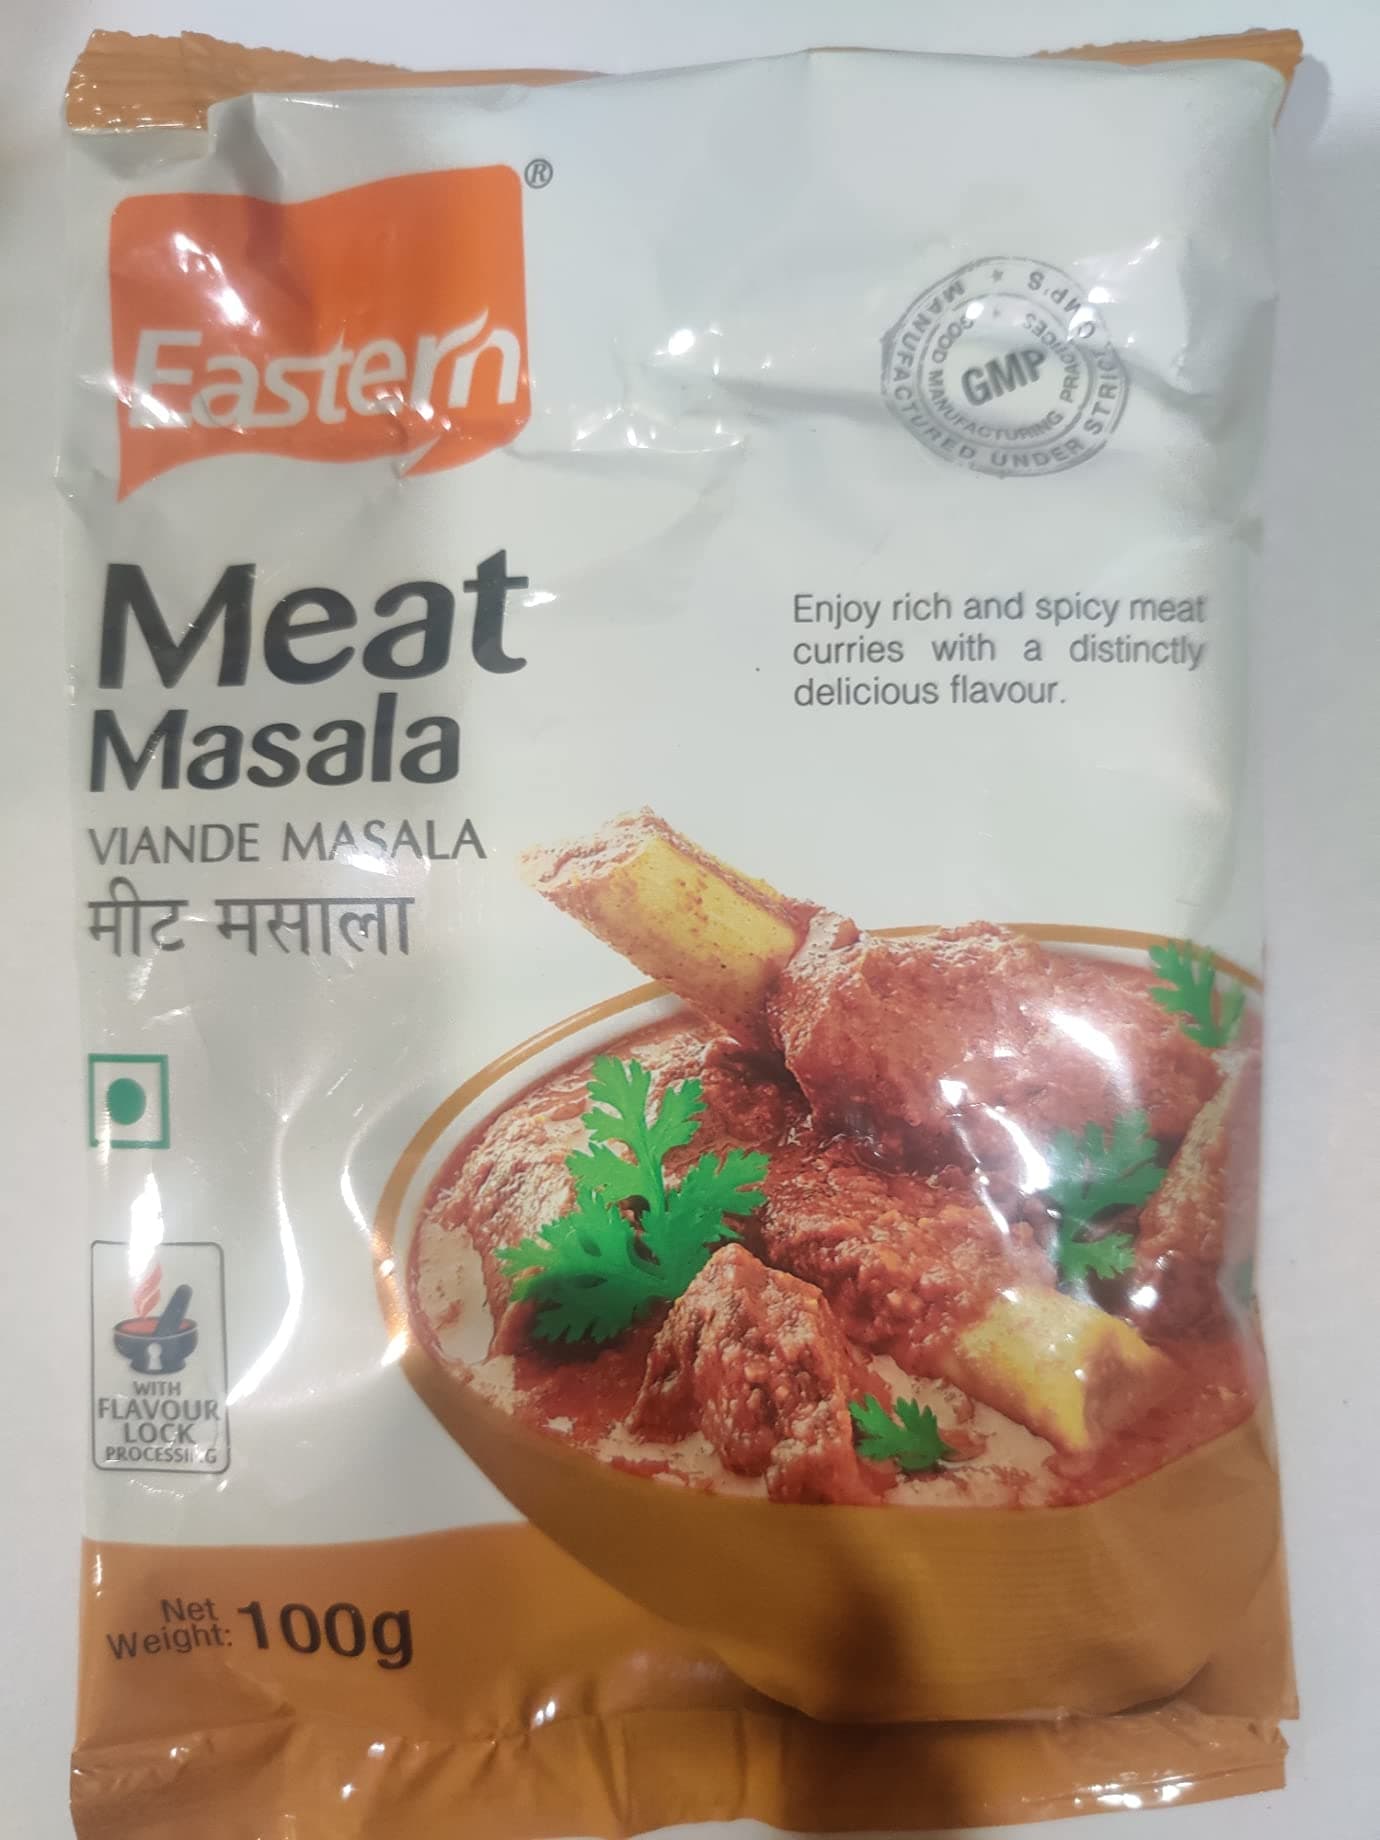 Eastern®
MANUFACTURED UNDER STRICT GMP'S *
GOOD MANUFACTURING PRACTICES *
GMP
Meat
Masala
VIANDE MASALA
मीट मसाला
Enjoy rich and spicy meat
curries with a distinctly
delicious flavour.
WITH
FLAVOUR
LOCK
PROCESSING
Net
Weight: 100g